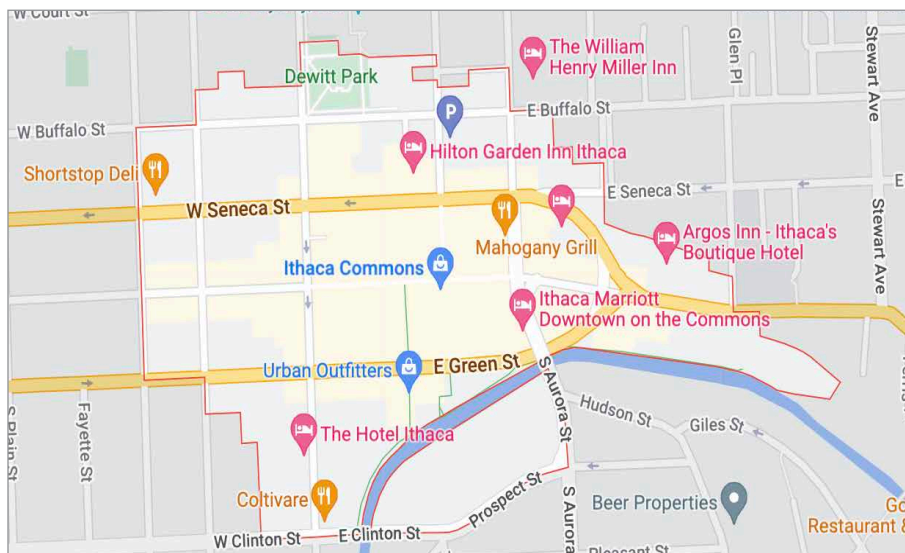 W Court St
Glen Pl
Stewart Ave
The William
Henry Miller Inn
Dewitt Park
P
E Buffalo St
W Buffalo St
Hilton Garden Inn Ithaca
Shortstop Deli
E Seneca St
E
W Seneca St
Stewart Ave
Mahogany Grill
Argos Inn - Ithaca's
Boutique Hotel
Ithaca Commons
Ithaca Marriott
Downtown on the Commons
Urban Outfitters
E Green St
S Aurora St
Hudson St
Giles St
S Plain St
Fayette St
The Hotel Ithaca
Coltivare
Prospect St
S Aurora
Beer Properties
Go
Restaurant &
W Clinton St
E Clinton St
Pleasant St